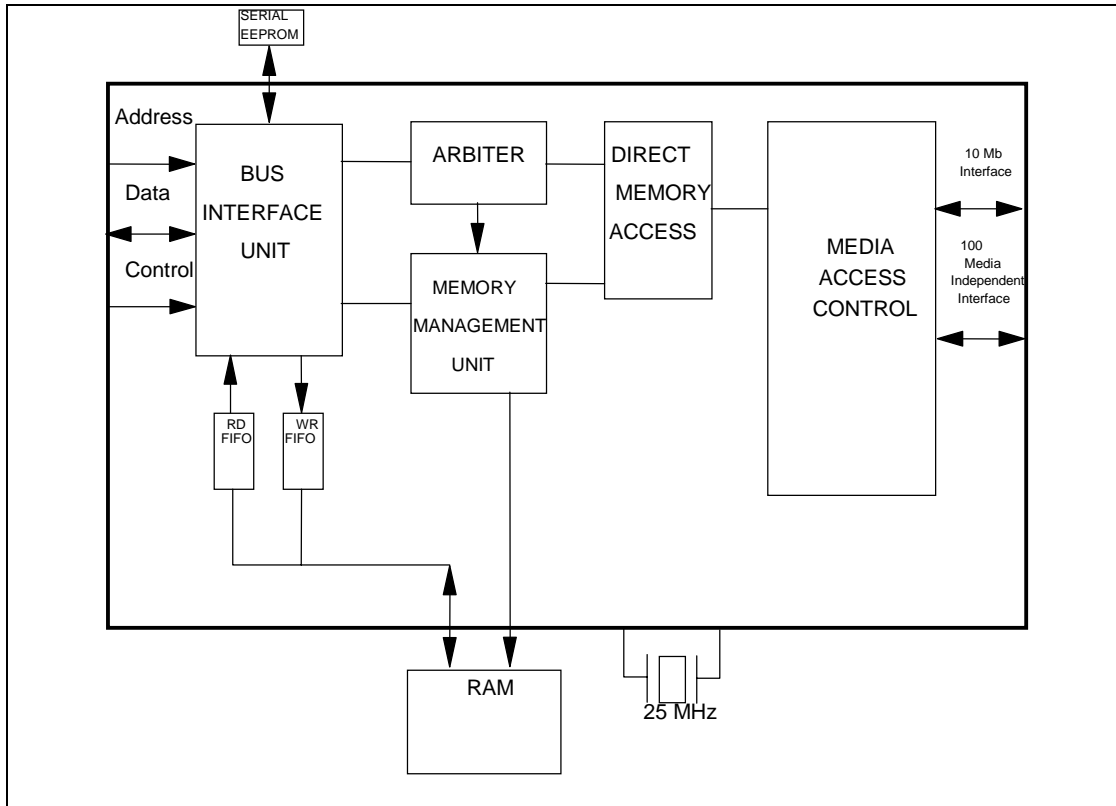 SERIAL
EEPROM
Address
Data
Control
BUS
INTERFACE
UNIT
ARBITER
MEMORY
MANAGEMENT
UNIT
DIRECT
MEMORY
ACCESS
MEDIA
ACCESS
CONTROL
10 Mb
Interface
100
Media
Independent
Interface
RD
FIFO
WR
FIFO
RAM
25 MHz